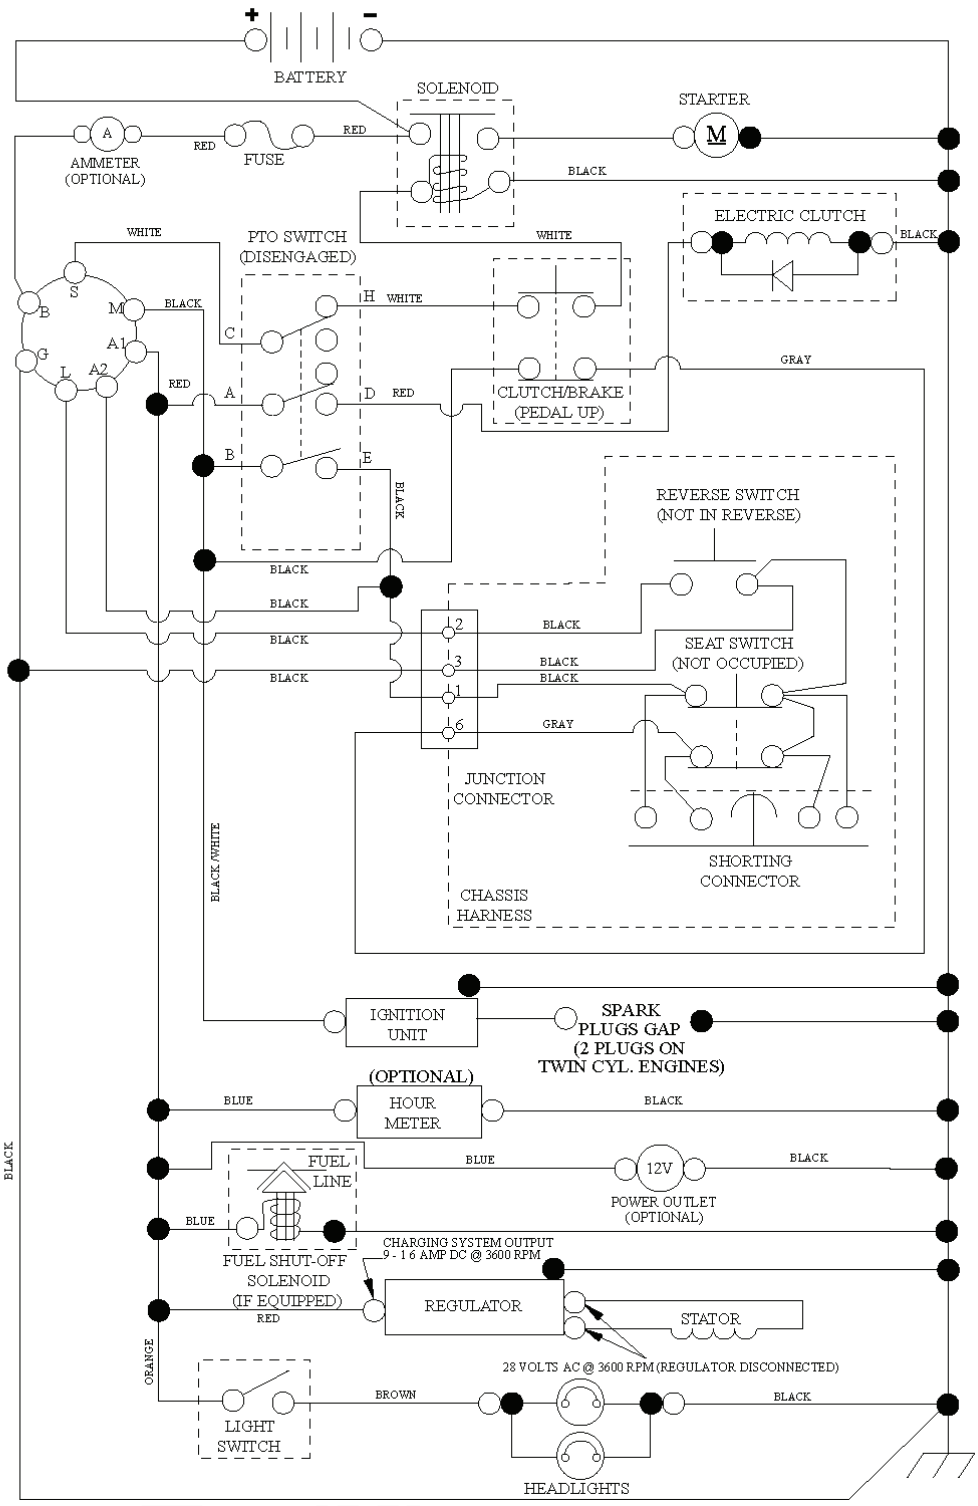 + -
BATTERY
SOLENOID
STARTER
A
M
RED
RED
AMMETER
(OPTIONAL)
FUSE
BLACK
ELECTRIC CLUTCH
BLACK
WHITE
PTO SWITCH
(DISENGAGED)
WHITE
S
B
M
BLACK
H
WHITE
C
G
A1
L
A2
RED
A
D
RED
GRAY
CLUTCH/BRAKE
(PEDAL UP)
B
E
BLACK
REVERSE SWITCH
(NOT IN REVERSE)
BLACK
BLACK
BLACK
2
BLACK
SEAT SWITCH
(NOT OCCUPIED)
3
BLACK
BLACK
1
BLACK
6
GRAY
JUNCTION
CONNECTOR
SHORTING
CONNECTOR
BLACK /WHITE
CHASSIS
HARNESS
IGNITION
UNIT
SPARK
PLUGS GAP
(2 PLUGS ON
TWIN CYL. ENGINES)
(OPTIONAL)
BLUE
HOUR
METER
BLACK
BLACK
FUEL
LINE
BLUE
12V
BLACK
POWER OUTLET
(OPTIONAL)
BLUE
CHARGING SYSTEM OUTPUT
9 - 16 AMP DC @ 3600 RPM
FUEL SHUT-OFF
SOLENOID
(IF EQUIPPED)
RED
REGULATOR
STATOR
ORANGE
28 VOLTS AC @ 3600 RPM (REGULATOR DISCONNECTED)
BROWN
BLACK
LIGHT
SWITCH
HEADLIGHTS